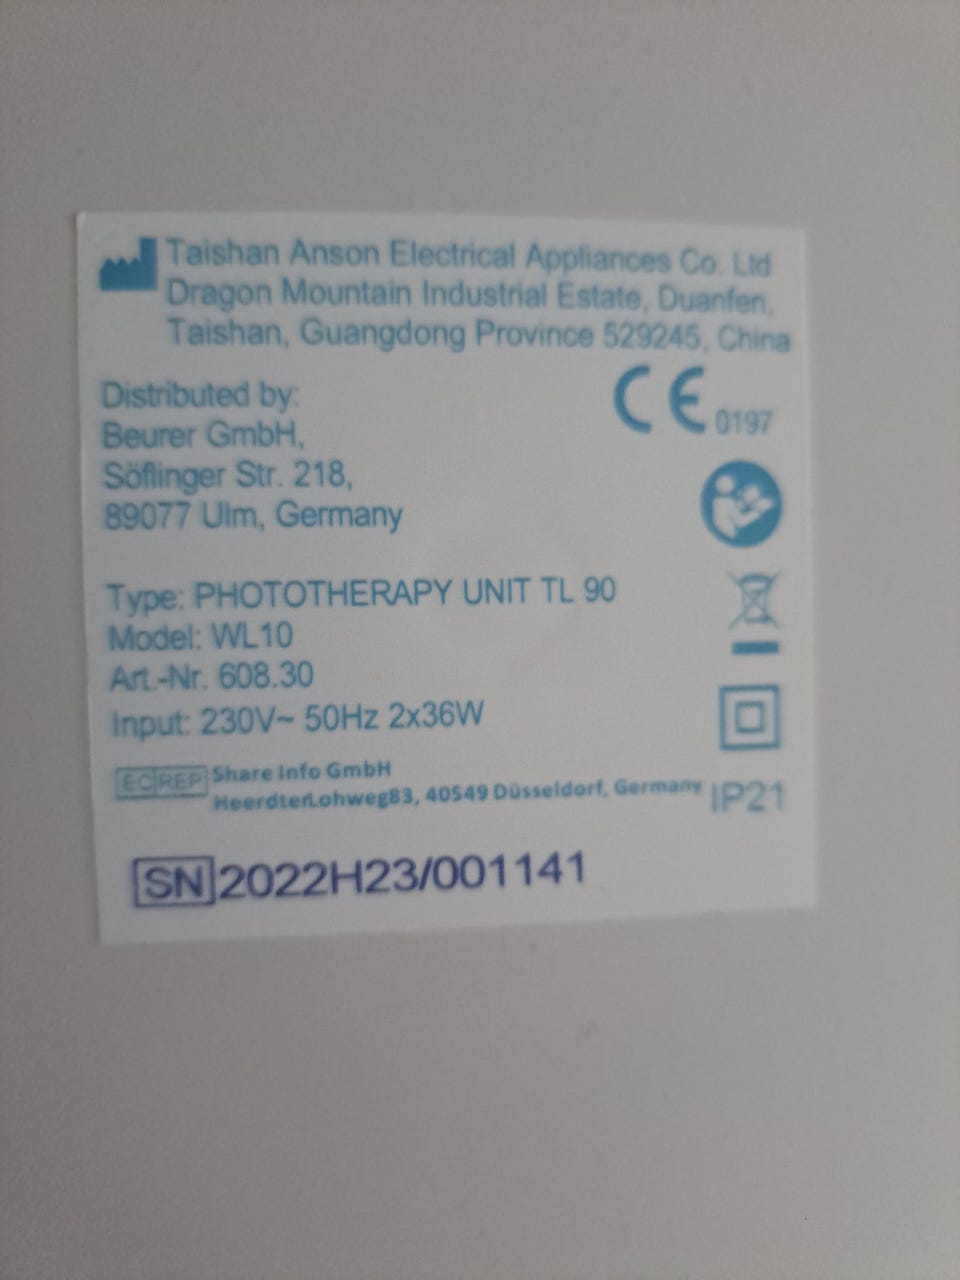 Taishan Anson Electrical Appliances Co. Ltd
Dragon Mountain Industrial Estate, Duanfen,
Taishan, Guangdong Province 529245, China
Distributed by:
Beurer GmbH,
Söflinger Str. 218,
89077 Ulm, Germany
CE 0197
Type: PHOTOTHERAPY UNIT TL 90
Model: WL10
Art.-Nr. 608.30
Input: 230V~ 50Hz 2x36W
EC REP Share Info GmbH
HeerdterLohweg83, 40549 Düsseldorf, Germany
IP21
SN 2022H23/001141